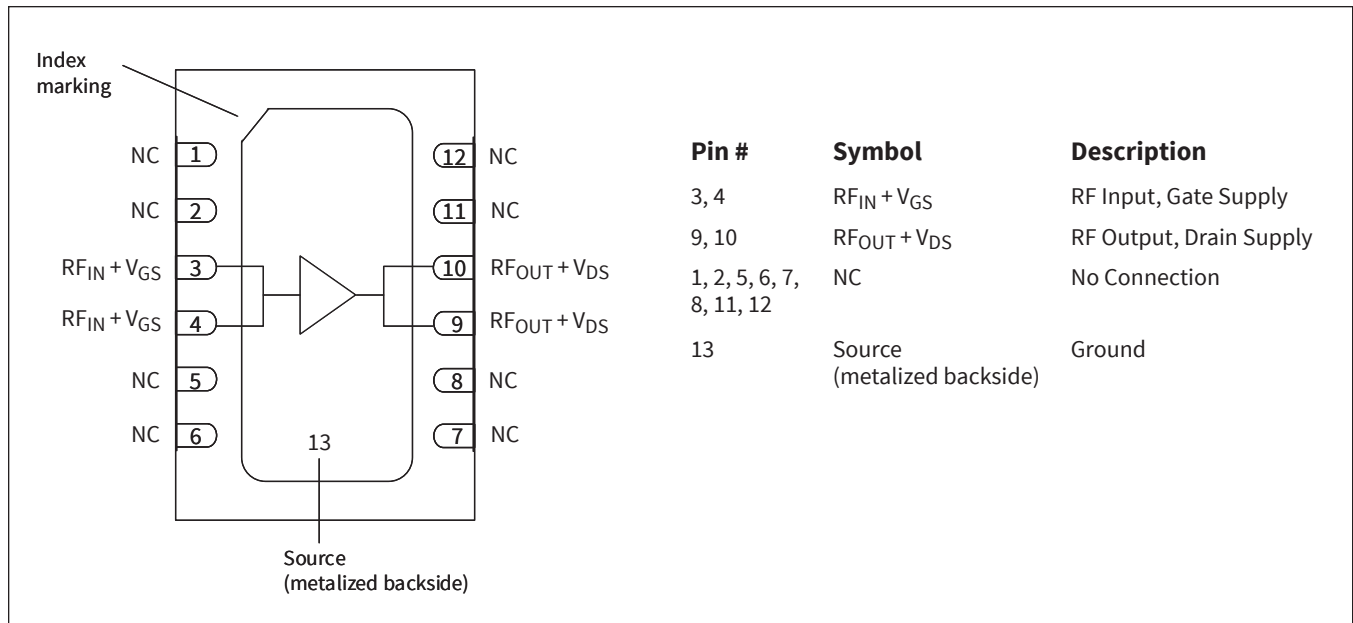 Index
marking
NC 1
NC 2
RFIN + VGS 3
RFIN + VGS 4
NC 5
NC 6
12 NC
11 NC
10 RFOUT + VDS
9 RFOUT + VDS
8 NC
7 NC
13
Source
(metalized backside)
Pin # Symbol Description
3, 4 RFIN + VGS RF Input, Gate Supply
9, 10 RFOUT + VDS RF Output, Drain Supply
1, 2, 5, 6, 7, NC No Connection
8, 11, 12
13 Source Ground
(metalized backside)